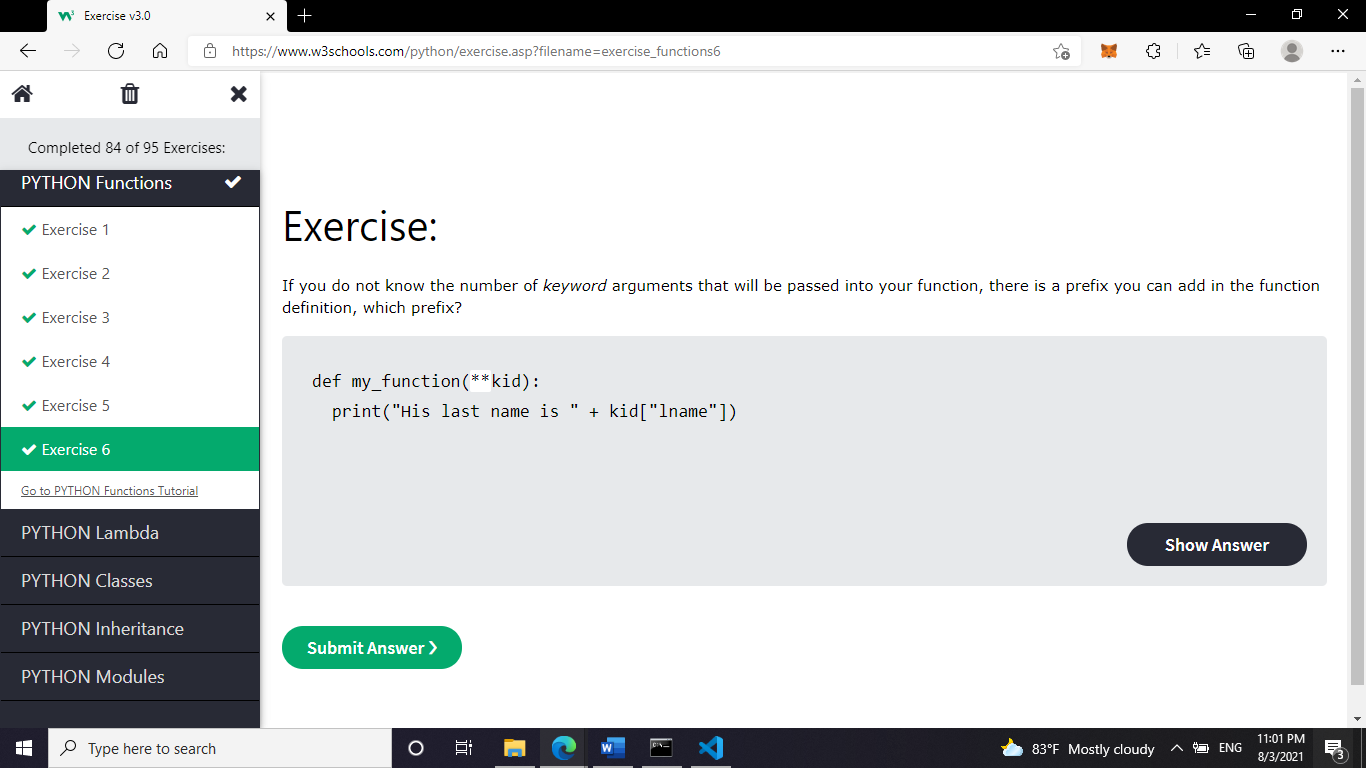 Exercise v3.0
https://www.w3schools.com/python/exercise.asp?filename=exercise_functions6
Completed 84 of 95 Exercises:
PYTHON Functions
Exercise 1
Exercise 2
Exercise 3
Exercise 4
Exercise 5
Exercise 6
Go to PYTHON Functions Tutorial
PYTHON Lambda
PYTHON Classes
PYTHON Inheritance
PYTHON Modules
Exercise:
If you do not know the number of keyword arguments that will be passed into your function, there is a prefix you can add in the function
definition, which prefix?
def my_function(**kid):
  print("His last name is " + kid["lname"])
Show Answer
Submit Answer ❯
Type here to search
83°F Mostly cloudy
ENG
11:01 PM
8/3/2021
3